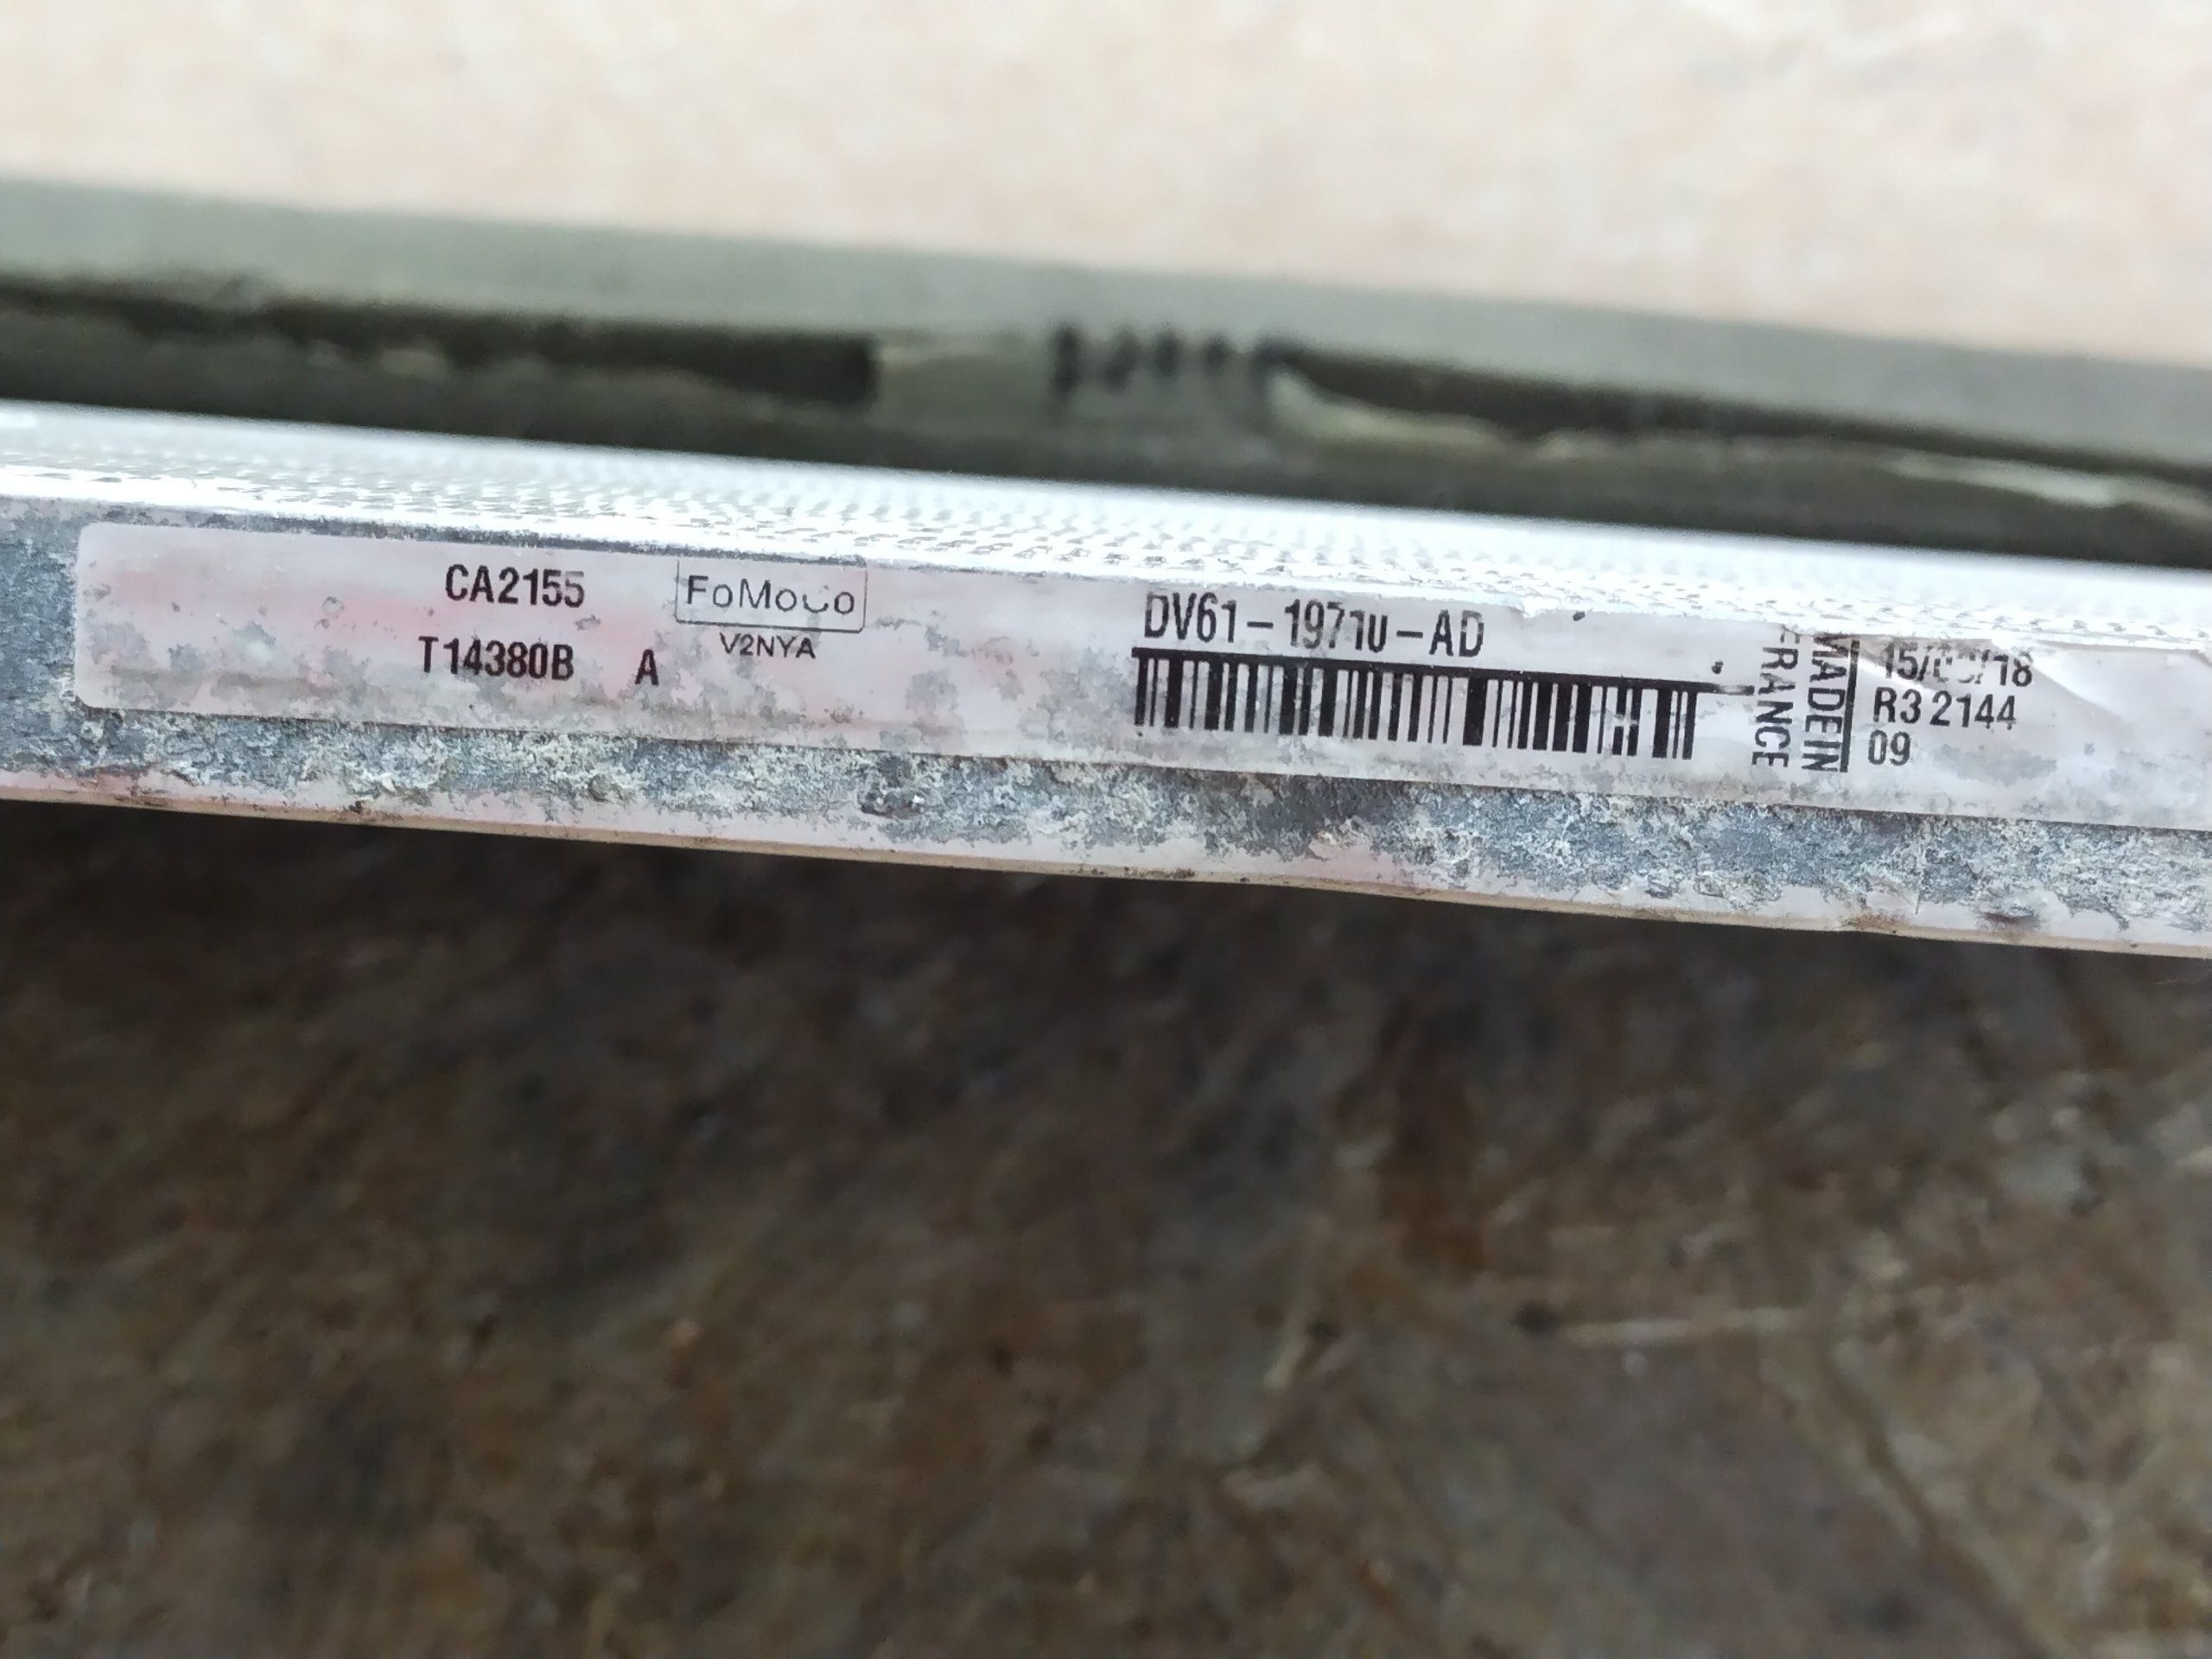 CA2155
T14380B A
FoMoCo
V2NYA
DV61-19710-AD
MADE IN
FRANCE
R3 2144
09